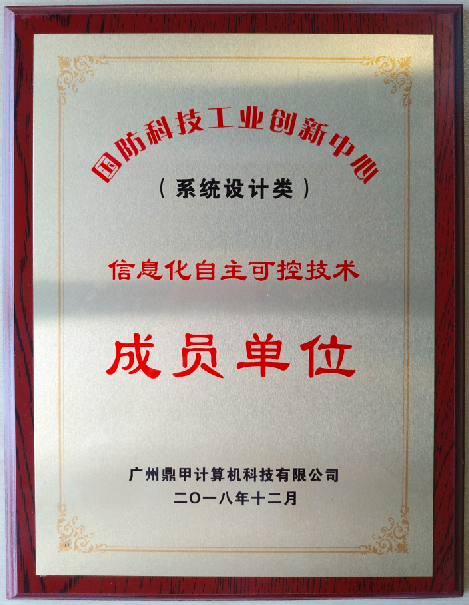 国防科技工业创新中心
（系统设计类）
信息化自主可控技术
成员单位
广州鼎甲计算机科技有限公司
二〇一八年十二月